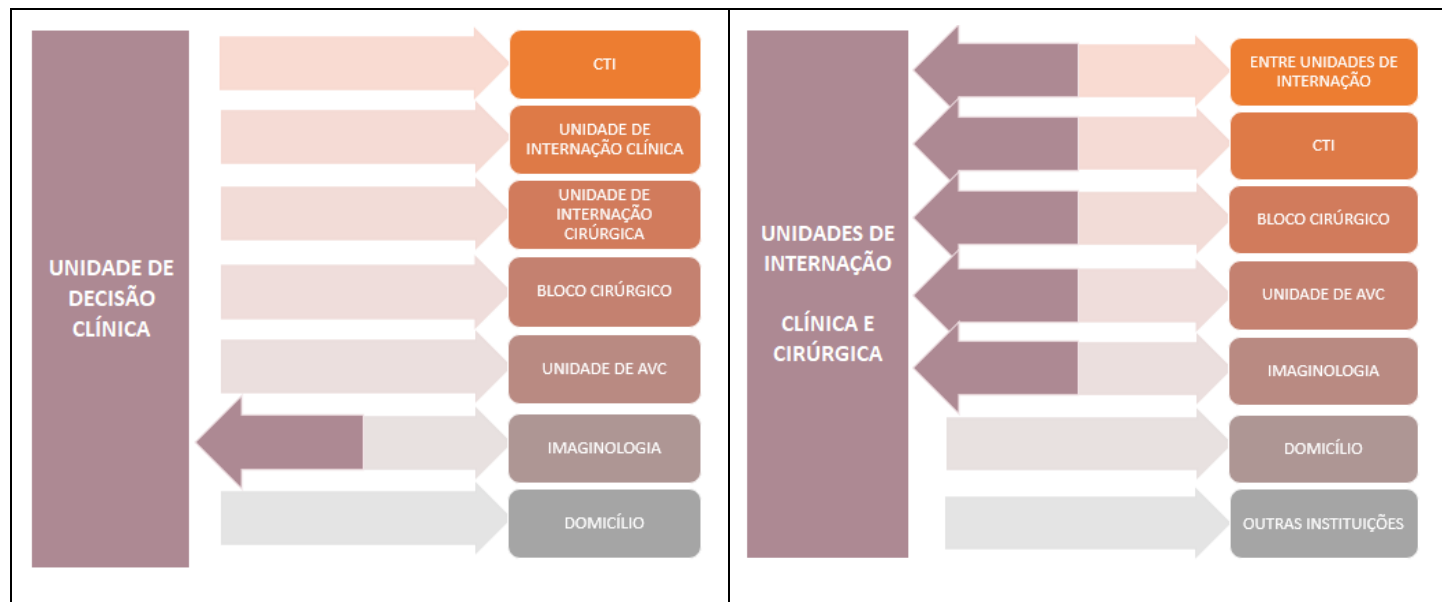 UNIDADE DE
DECISÃO
CLÍNICA
CTI
UNIDADE DE
INTERNAÇÃO CLÍNICA
UNIDADE DE
INTERNAÇÃO
CIRÚRGICA
BLOCO CIRÚRGICO
UNIDADE DE AVC
IMAGINOLOGIA
DOMICÍLIO
UNIDADES DE
INTERNAÇÃO
CLÍNICA E
CIRÚRGICA
ENTRE UNIDADES DE
INTERNAÇÃO
CTI
BLOCO CIRÚRGICO
UNIDADE DE AVC
IMAGINOLOGIA
DOMICÍLIO
OUTRAS INSTITUIÇÕES